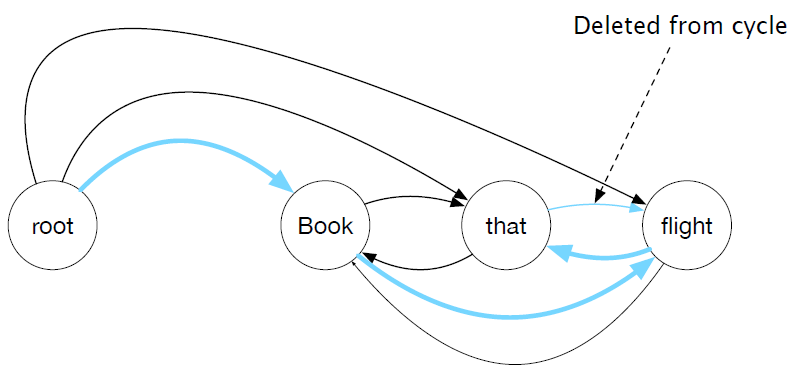 Deleted from cycle
root
Book
that
flight